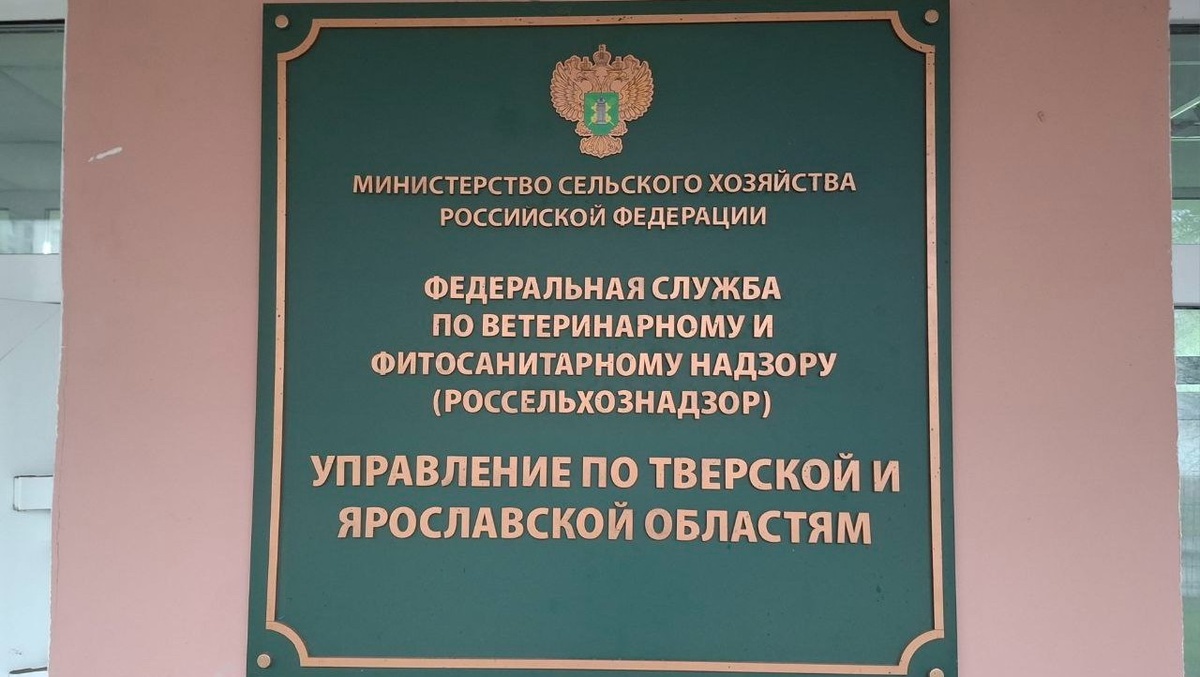 МИНИСТЕРСТВО СЕЛЬСКОГО ХОЗЯЙСТВА
РОССИЙСКОЙ ФЕДЕРАЦИИ
ФЕДЕРАЛЬНАЯ СЛУЖБА
ПО ВЕТЕРИНАРНОМУ И
ФИТОСАНИТАРНОМУ НАДЗОРУ
(РОССЕЛЬХОЗНАДЗОР)
УПРАВЛЕНИЕ ПО ТВЕРСКОЙ И
ЯРОСЛАВСКОЙ ОБЛАСТЯМ